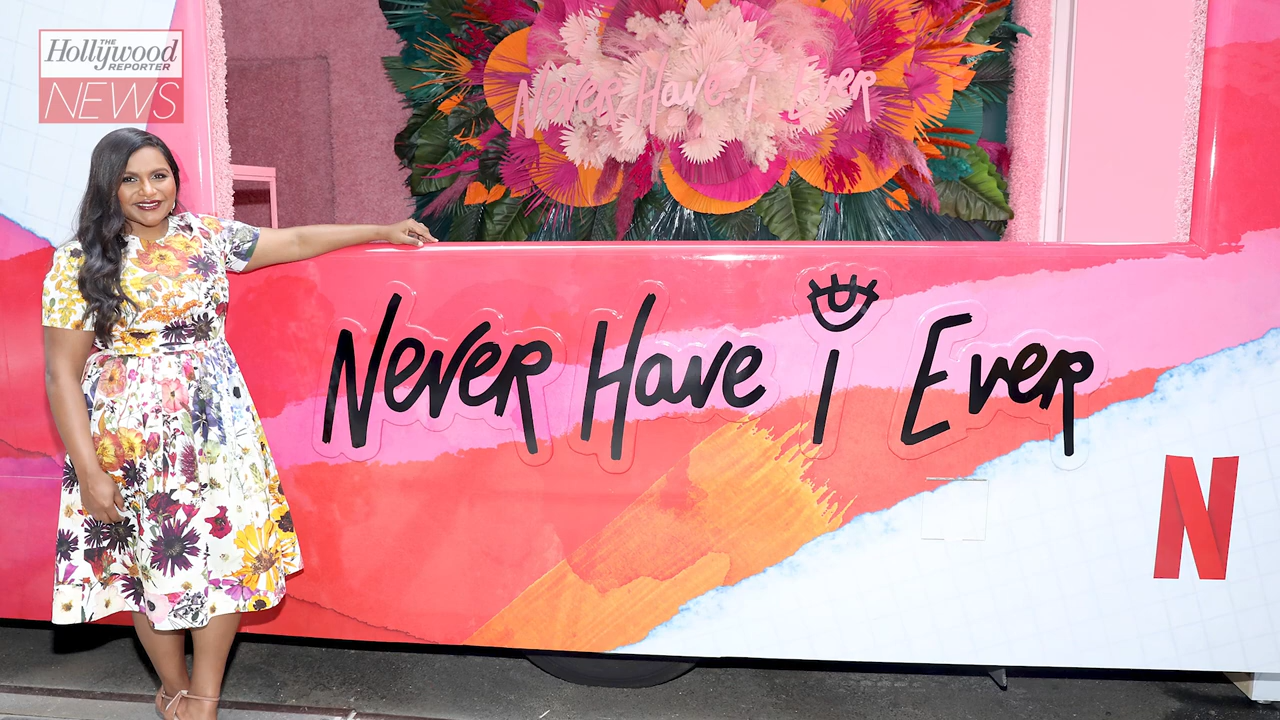 THE
Hollywood
REPORTER
NEWS
Never Have i Ever
Never Have i Ever
N